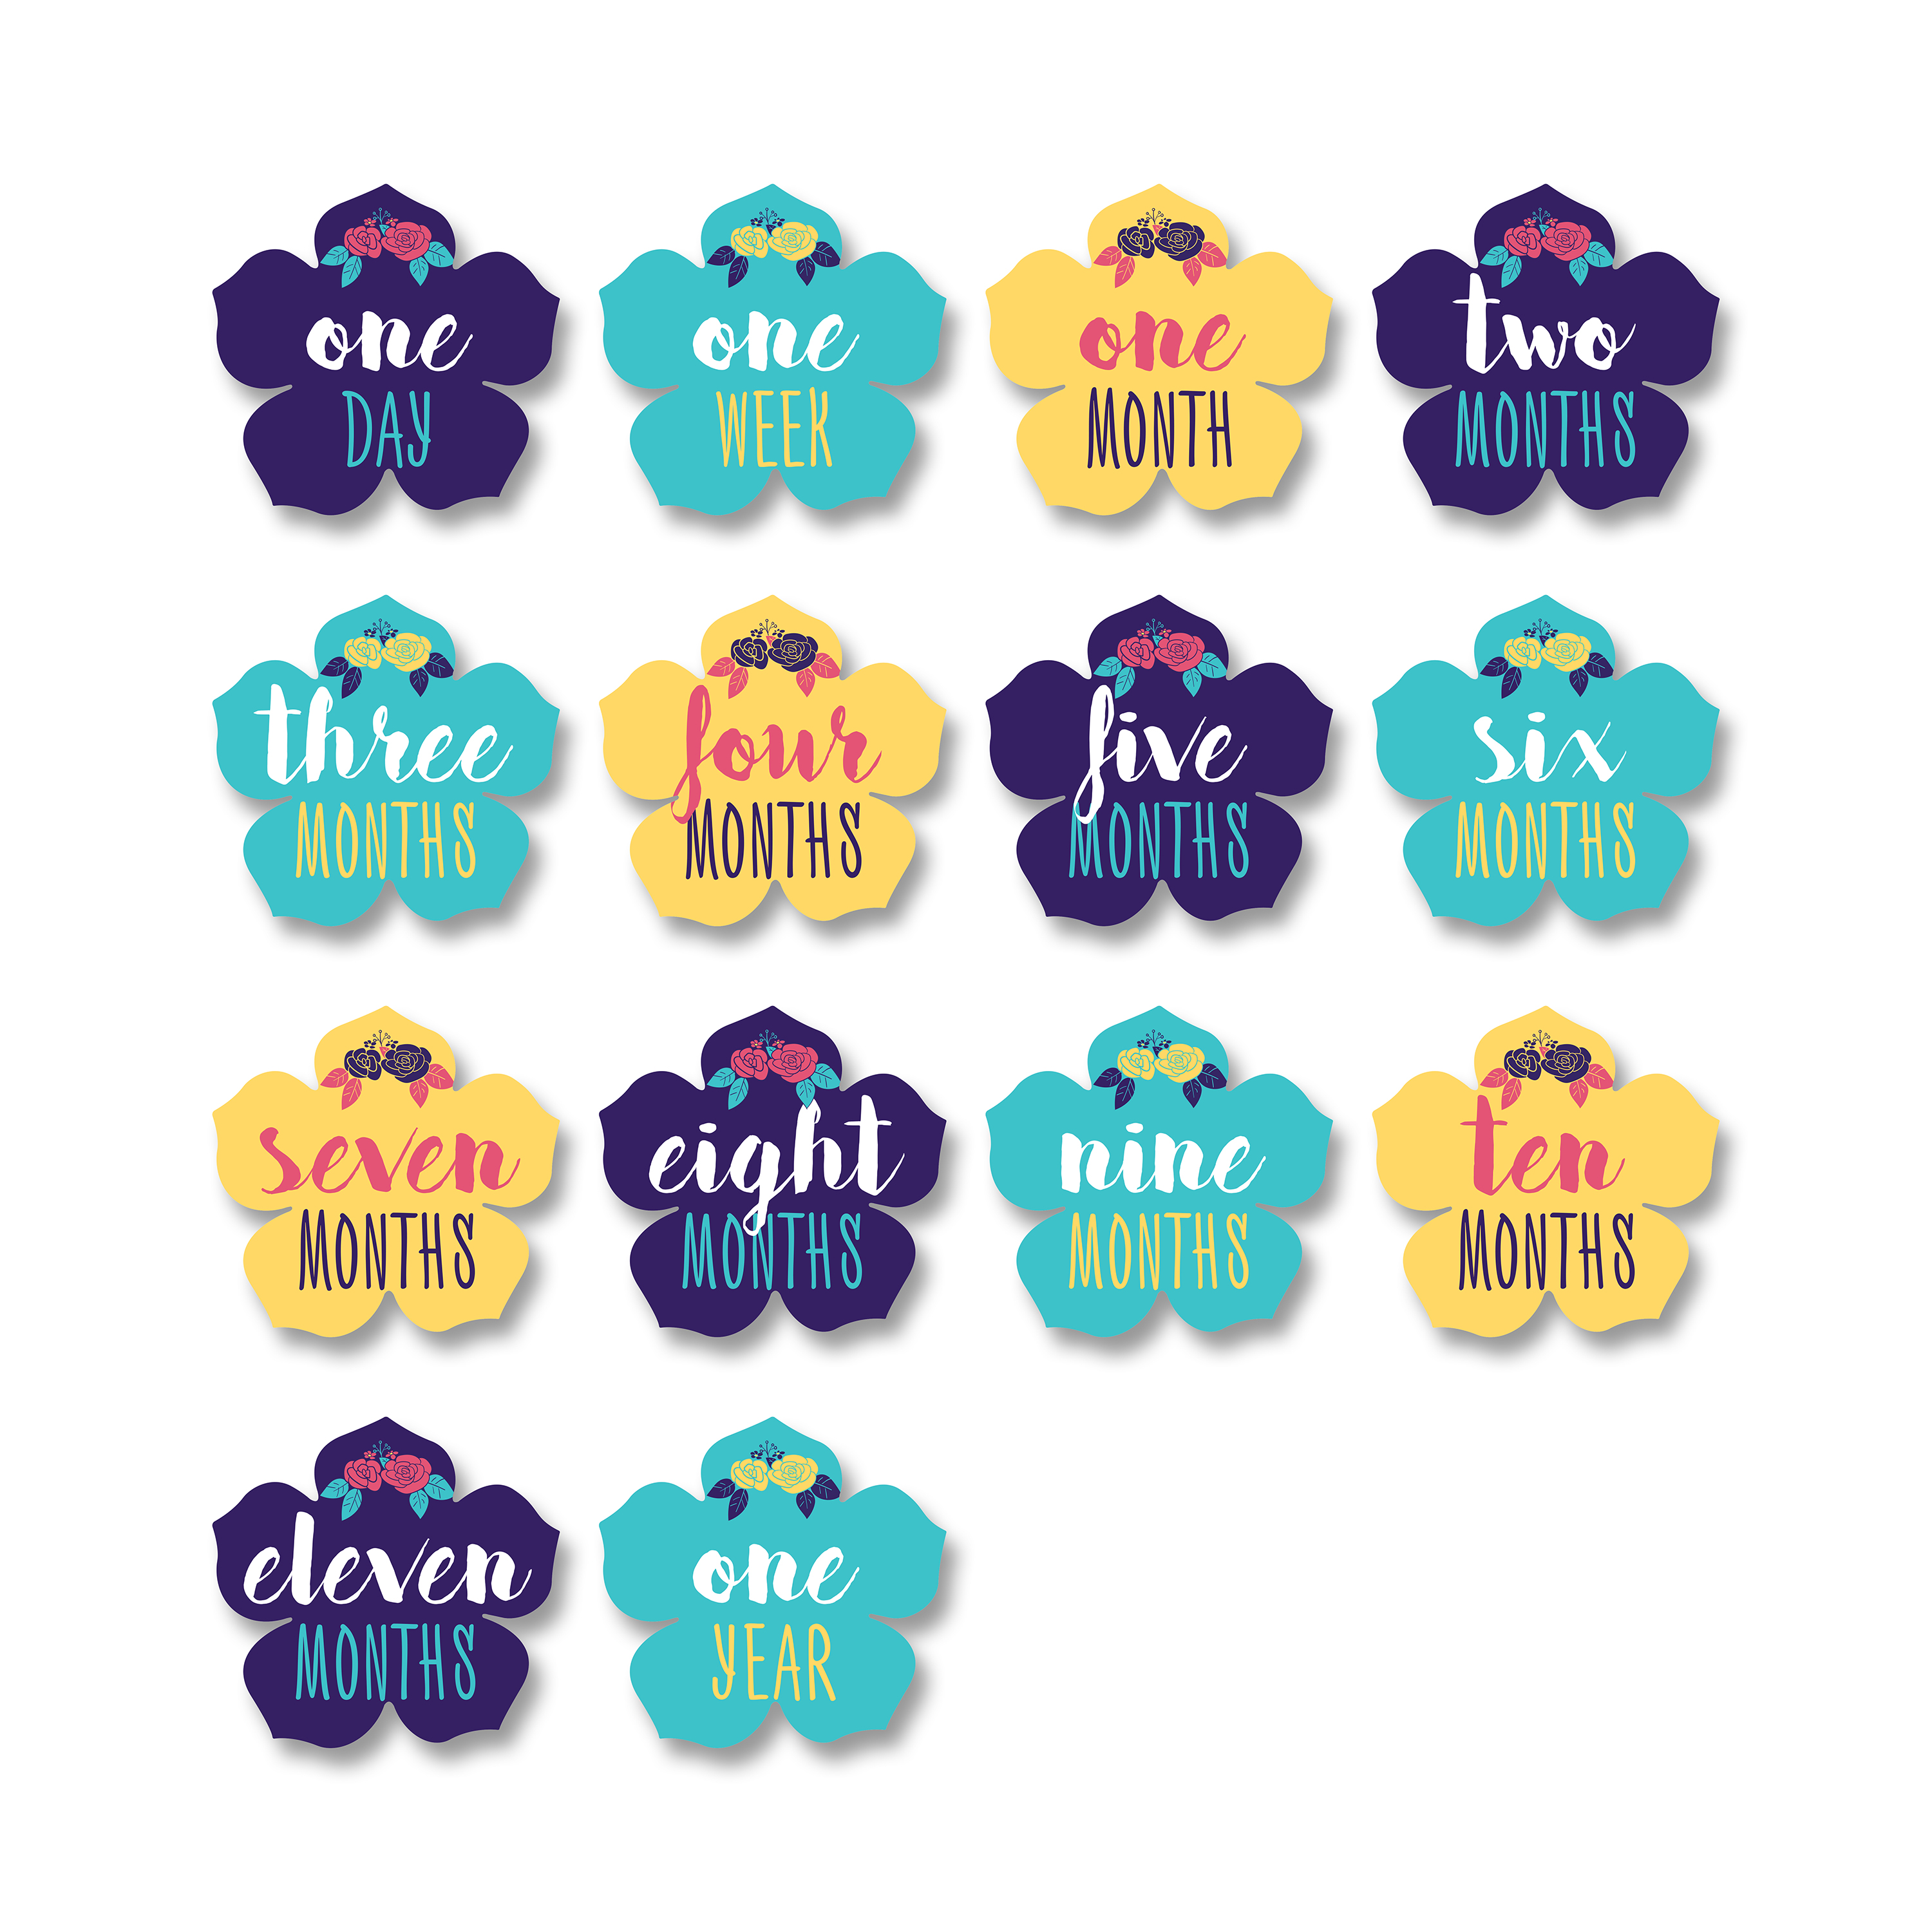 one
DAY
one
WEEK
one
MONTH
two
MONTHS
three
MONTHS
four
MONTHS
five
MONTHS
six
MONTHS
seven
MONTHS
eight
MONTHS
nine
MONTHS
ten
MONTHS
eleven
MONTHS
one
YEAR